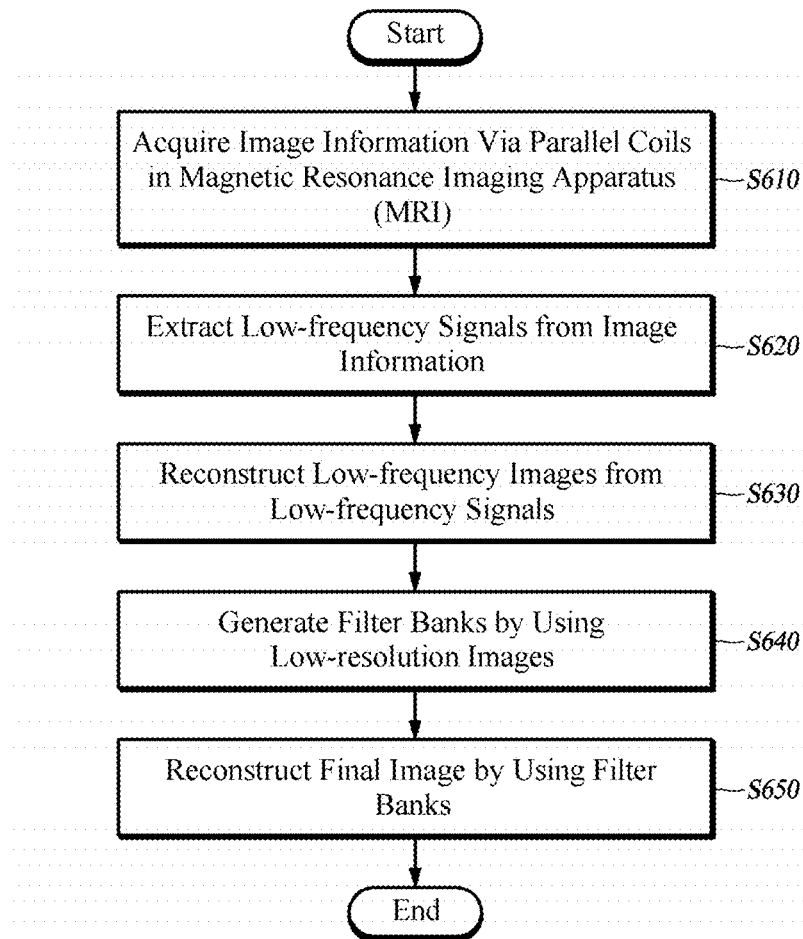 Start
Acquire Image Information Via Parallel Coils
in Magnetic Resonance Imaging Apparatus
(MRI)
S610
Extract Low-frequency Signals from Image
Information
S620
Reconstruct Low-frequency Images from
Low-frequency Signals
S630
Generate Filter Banks by Using
Low-resolution Images
S640
Reconstruct Final Image by Using Filter
Banks
S650
End